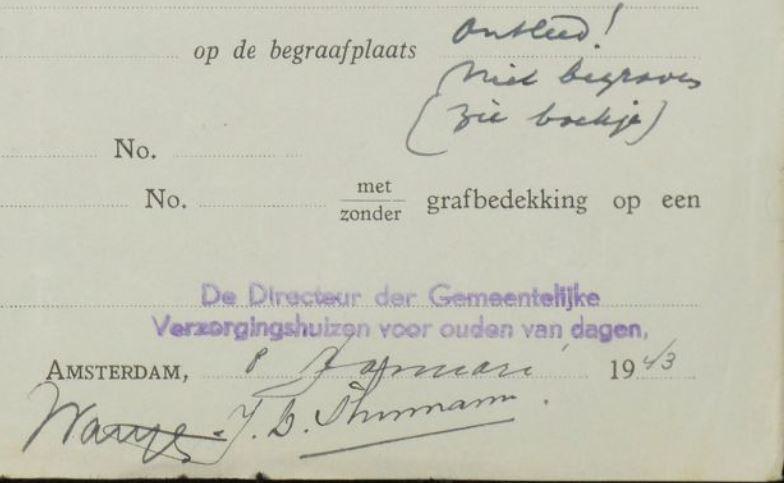 op de begraafplaats Ontleed!
Niet begraven
(zie boekje)
No.
No. met
zonder grafbedekking op een
De Directeur der Gemeentelijke
Verzorgingshuizen voor ouden van dagen,
AMSTERDAM, 8 Januari 1943